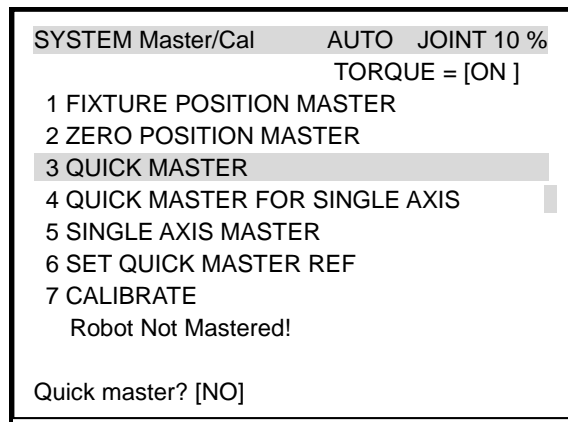 SYSTEM Master/Cal AUTO JOINT 10 %
TORQUE = [ON ]
1 FIXTURE POSITION MASTER
2 ZERO POSITION MASTER
3 QUICK MASTER
4 QUICK MASTER FOR SINGLE AXIS
5 SINGLE AXIS MASTER
6 SET QUICK MASTER REF
7 CALIBRATE
Robot Not Mastered!
Quick master? [NO]